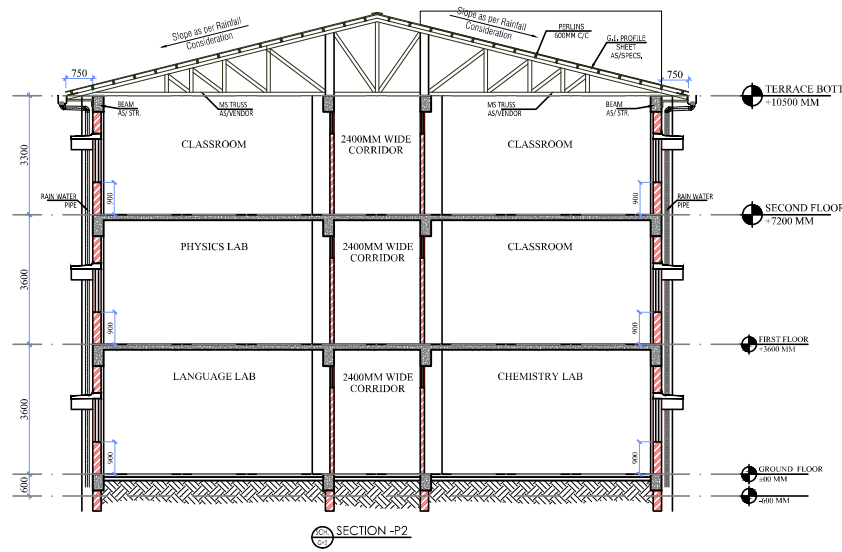 Slope as per Rainfall
Consideration
Slope as per Rainfall
Consideration
PERLINS
600MM C/C
G.I. PROFILE
SHEET
AS/SPECS.
750
750
BEAM
AS/ STR.
MS TRUSS
AS/VENDOR
MS TRUSS
AS/VENDOR
BEAM
AS/ STR.
TERRACE BOTT
+10500 MM
3300
CLASSROOM
2400MM WIDE
CORRIDOR
CLASSROOM
RAIN WATER
PIPE
900
900
RAIN WATER
PIPE
SECOND FLOOR
+7200 MM
3600
PHYSICS LAB
2400MM WIDE
CORRIDOR
CLASSROOM
900
900
FIRST FLOOR
+3600 MM
3600
LANGUAGE LAB
2400MM WIDE
CORRIDOR
CHEMISTRY LAB
900
900
GROUND FLOOR
±00 MM
600
-600 MM
SECTION -P2